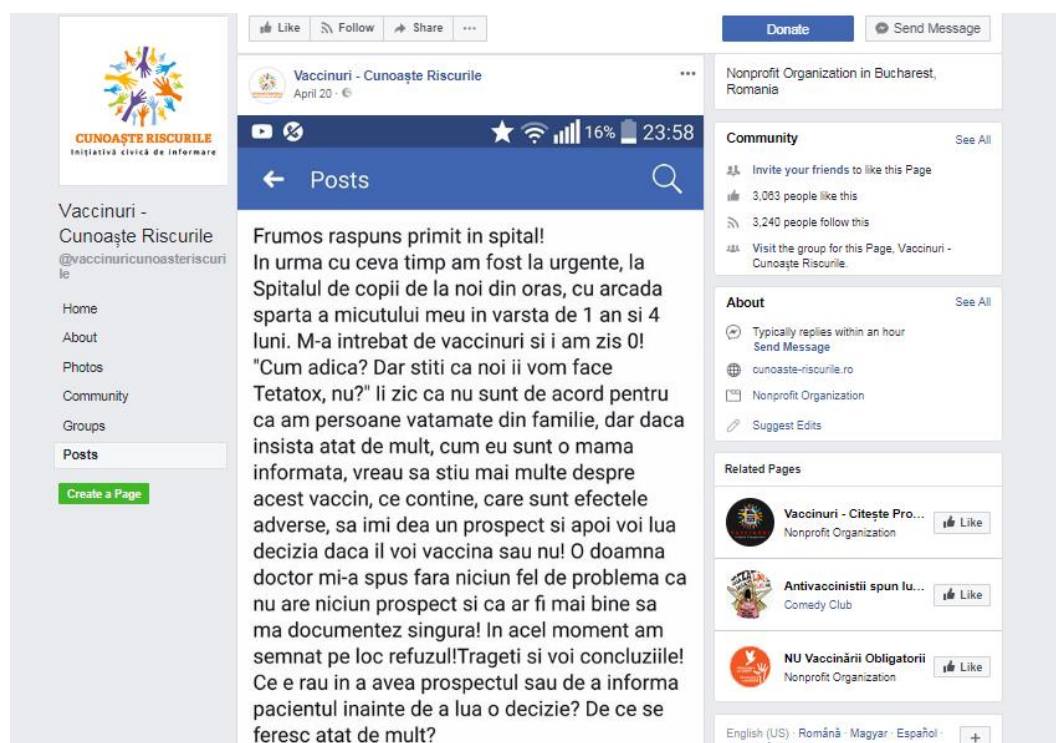 CUNOAȘTE RISCURILE
Inițiativă civică de informare
Vaccinuri -
Cunoaște Riscurile
@vaccinuricunoasteriscuri
le
Home
About
Photos
Community
Groups
Posts
Create a Page
Like Follow Share ...
Vaccinuri - Cunoaște Riscurile
April 20
16% 23:58
Posts
Frumos raspuns primit in spital!
In urma cu ceva timp am fost la urgente, la
Spitalul de copii de la noi din oras, cu arcada
sparta a micutului meu in varsta de 1 an si 4
luni. M-a intrebat de vaccinuri si i am zis 0!
"Cum adica? Dar stiti ca noi ii vom face
Tetatox, nu?" Ii zic ca nu sunt de acord pentru
ca am persoane vatamate din familie, dar daca
insista atat de mult, cum eu sunt o mama
informata, vreau sa stiu mai multe despre
acest vaccin, ce contine, care sunt efectele
adverse, sa imi dea un prospect si apoi voi lua
decizia daca il voi vaccina sau nu! O doamna
doctor mi-a spus fara niciun fel de problema ca
nu are niciun prospect si ca ar fi mai bine sa
ma documentez singura! In acel moment am
semnat pe loc refuzul!Trageti si voi concluziile!
Ce e rau in a avea prospectul sau de a informa
pacientul inainte de a lua o decizie? De ce se
feresc atat de mult?
Donate Send Message
Nonprofit Organization in Bucharest,
Romania
Community See All
Invite your friends to like this Page
3,063 people like this
3,240 people follow this
Visit the group for this Page, Vaccinuri -
Cunoaște Riscurile.
About See All
Typically replies within an hour
Send Message
cunoaste-riscurile.ro
Nonprofit Organization
Suggest Edits
Related Pages
Vaccinuri - Citește Pro... Like
Nonprofit Organization
Antivaccinistii spun lu... Like
Comedy Club
NU Vaccinării Obligatorii Like
Nonprofit Organization
English (US) · Română · Magyar · Español ·